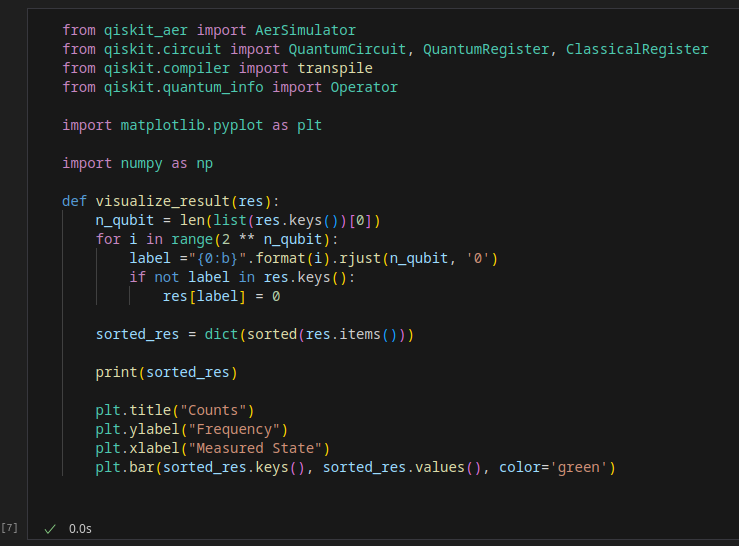 from qiskit_aer import AerSimulator
from qiskit.circuit import QuantumCircuit, QuantumRegister, ClassicalRegister
from qiskit.compiler import transpile
from qiskit.quantum_info import Operator

import matplotlib.pyplot as plt

import numpy as np

def visualize_result(res):
    n_qubit = len(list(res.keys())[0])
    for i in range(2 ** n_qubit):
        label ="{0:b}".format(i).rjust(n_qubit, '0')
        if not label in res.keys():
            res[label] = 0

    sorted_res = dict(sorted(res.items()))

    print(sorted_res)

    plt.title("Counts")
    plt.ylabel("Frequency")
    plt.xlabel("Measured State")
    plt.bar(sorted_res.keys(), sorted_res.values(), color='green')

[7] ✓ 0.0s